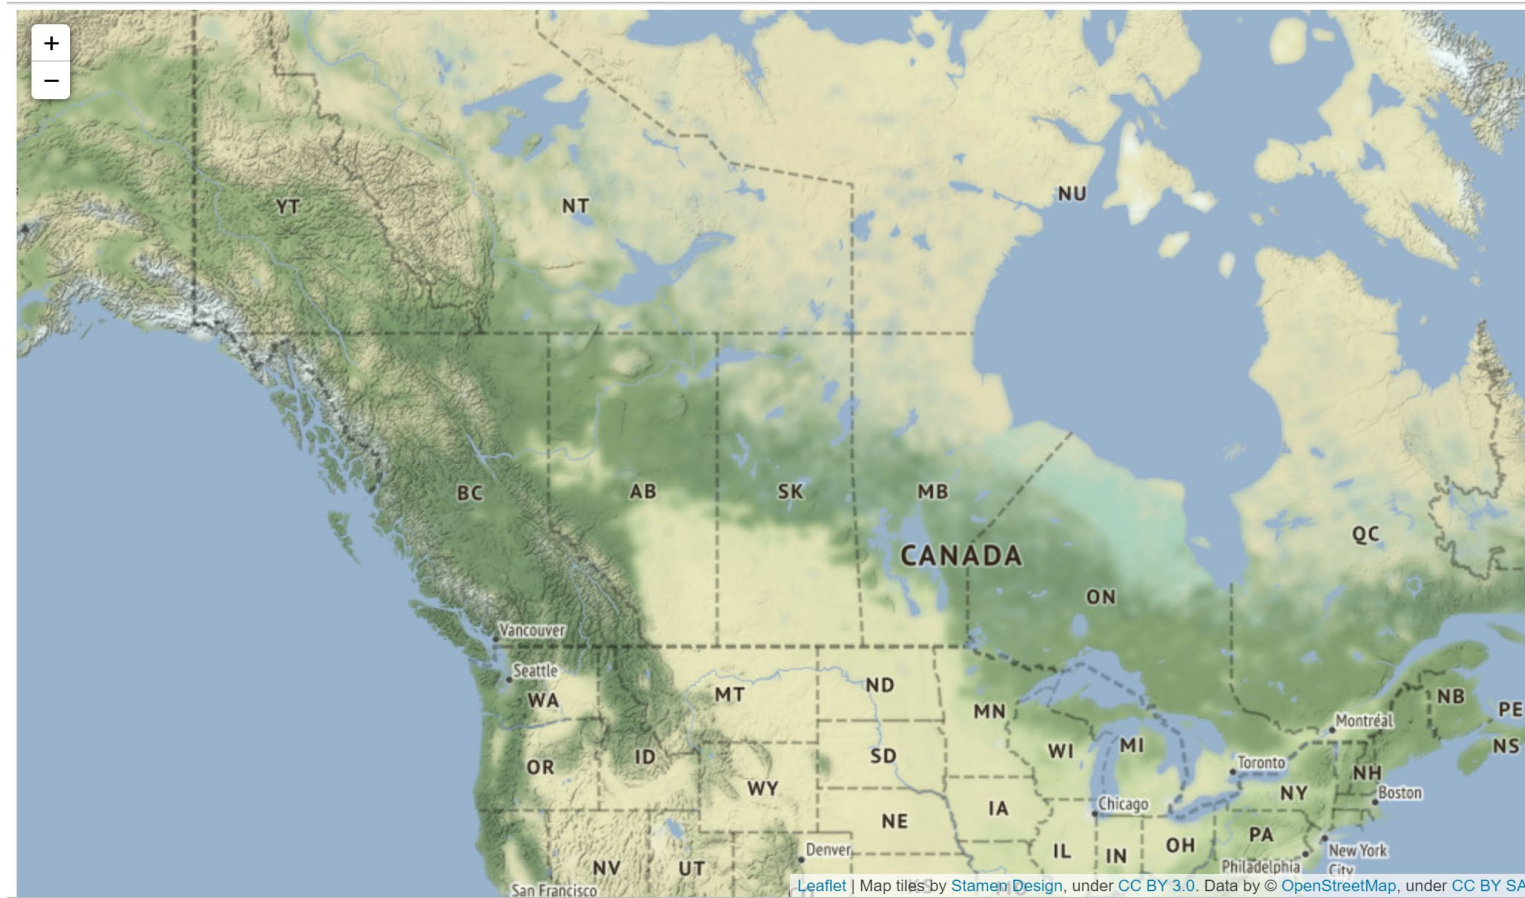 +
−
YT
NT
NU
BC
AB
SK
MB
QC
CANADA
ON
Vancouver
Seattle
WA
MT
ND
MN
NB
PE
Montréal
OR
ID
SD
WI
MI
Toronto
NS
NH
WY
NY
Boston
NE
IA
Chicago
PA
Denver
IL
IN
OH
New York
City
Philadelphia
NV
UT
San Francisco
Leaflet | Map tiles by Stamen Design, under CC BY 3.0. Data by © OpenStreetMap, under CC BY SA